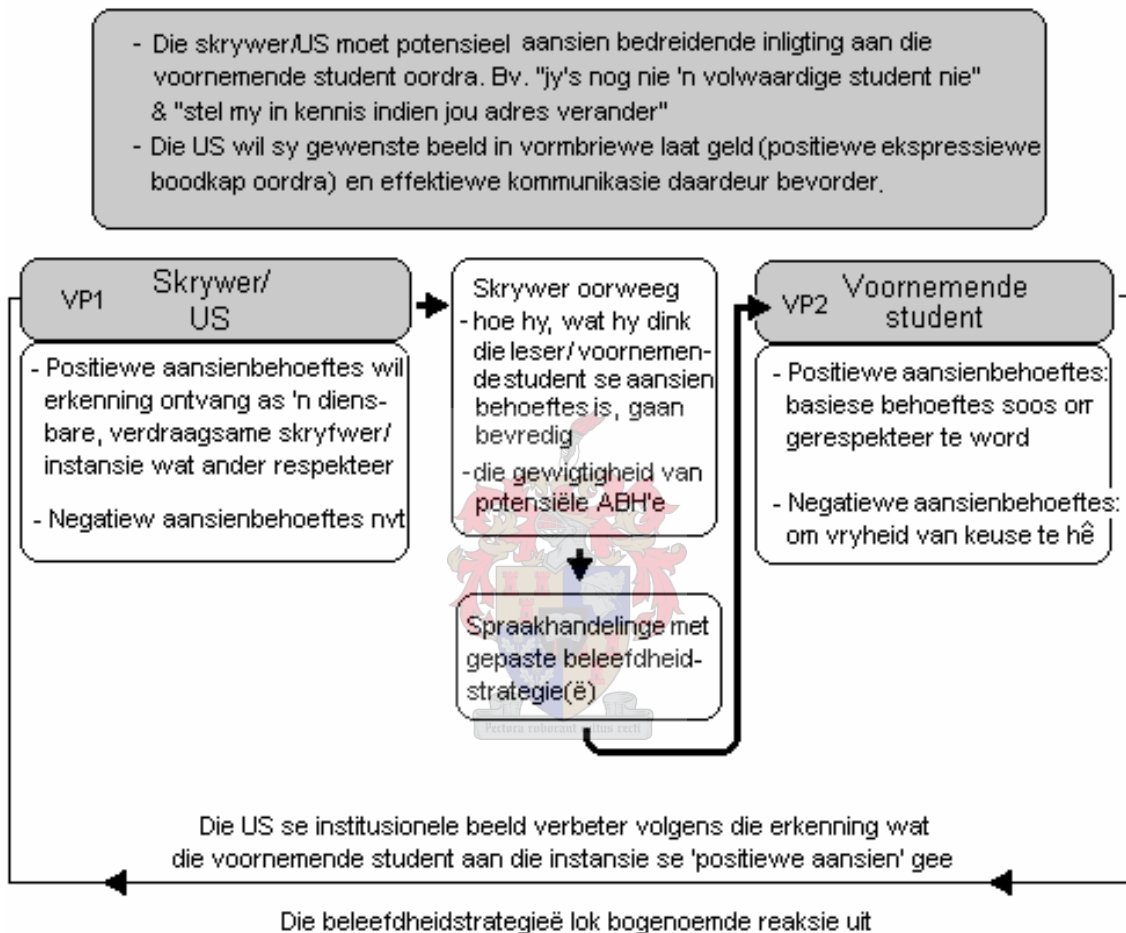 - Die skrywer/US moet potensieel aansien bedreidende inligting aan die
voornemende student oordra. Bv. "jy's nog nie 'n volwaardige student nie"
& "stel my in kennis indien jou adres verander"
- Die US wil sy gewenste beeld in vormbriewe laat geld (positiewe ekspressiewe
boodkap oordra) en effektiewe kommunikasie daardeur bevorder.
VP1 Skrywer/
US
- Positiewe aansienbehoeftes wil
erkenning ontvang as 'n diens-
bare, verdraagsame skryfwer/
instansie wat ander respekteer
- Negatiew aansienbehoeftes nvt
Skrywer oorweeg
- hoe hy, wat hy dink
die leser/voornemen-
de student se aansien
behoeftes is, gaan
bevredig
- die gewigtigheid van
potensiële ABH'e
Spraakhandelinge met
gepaste beleefdheid-
strategie(ë)
Pectora roborant cultus recti
VP2 Voornemende
student
- Positiewe aansienbehoeftes:
basiese behoeftes soos om
gerespekteer te word
- Negatiewe aansienbehoeftes:
om vryheid van keuse te hê
Die US se institusionele beeld verbeter volgens die erkenning wat
die voornemende student aan die instansie se 'positiewe aansien' gee
Die beleefdheidstrategieë lok bogenoemde reaksie uit